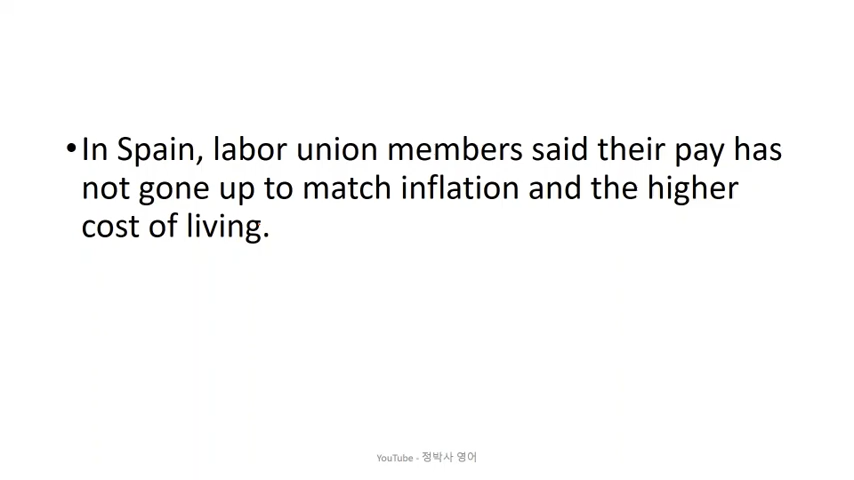 •In Spain, labor union members said their pay has
not gone up to match inflation and the higher
cost of living.
YouTube - 정박사 영어